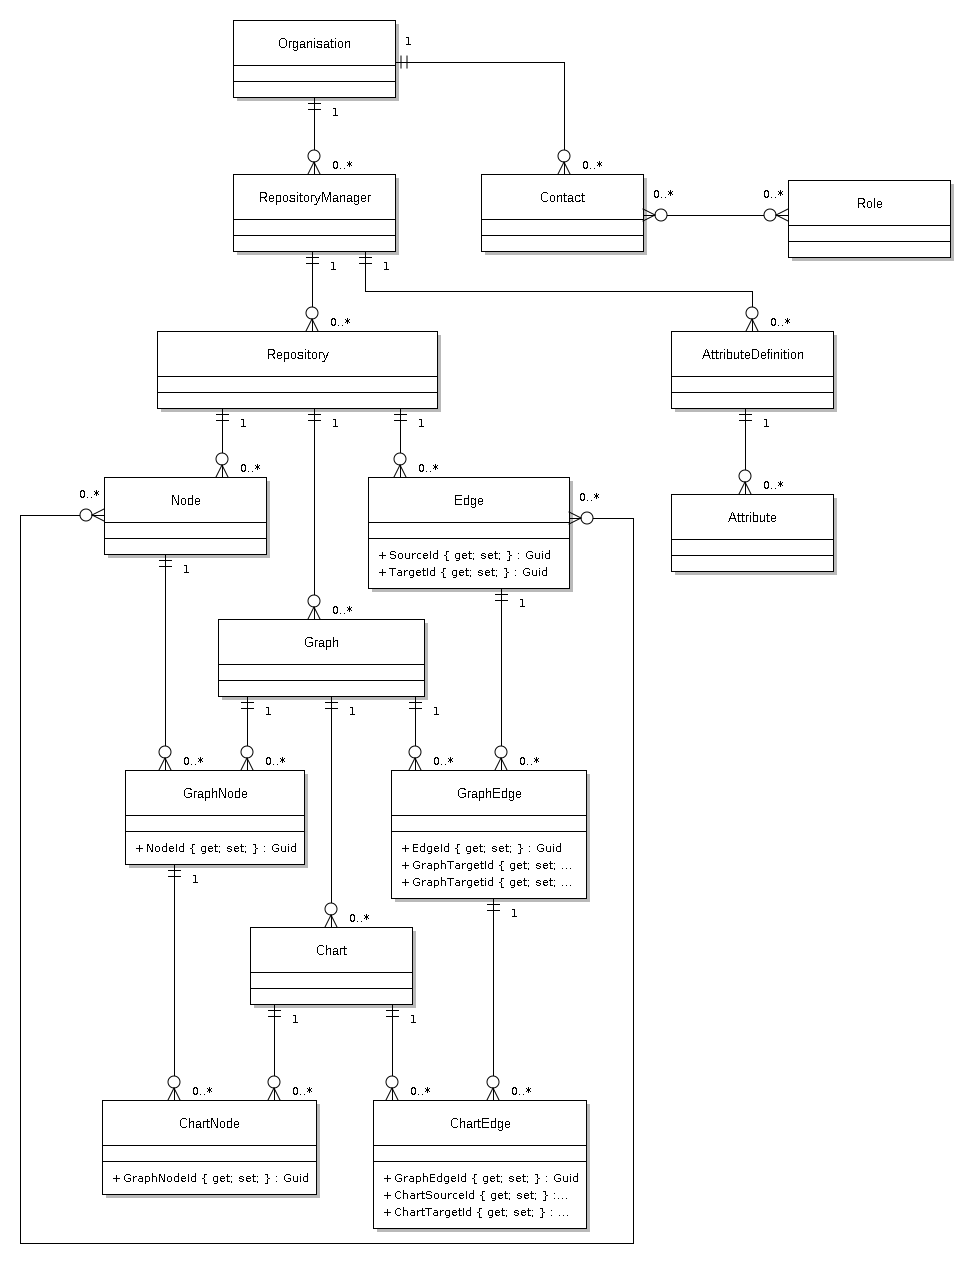 Organisation
1
1
0..*
0..*
RepositoryManager
Contact
0..*
0..*
Role
1
1
0..*
0..*
Repository
AttributeDefinition
1
1
1
1
0..*
0..*
0..*
0..*
Node
Edge
0..*
Attribute
+ SourceId { get; set; } : Guid
+ TargetId { get; set; } : Guid
1
1
0..*
Graph
1
1
1
0..*
0..*
0..*
0..*
GraphNode
GraphEdge
+ NodeId { get; set; } : Guid
+ EdgeId { get; set; } : Guid
+ GraphTargetId { get; set; ...
+ GraphTargetid { get; set; ...
1
1
0..*
Chart
1
1
0..*
0..*
0..*
0..*
ChartNode
ChartEdge
+ GraphNodeId { get; set; } : Guid
+ GraphEdgeId { get; set; } : Guid
+ ChartSourceId { get; set; } :...
+ ChartTargetId { get; set; } : ...